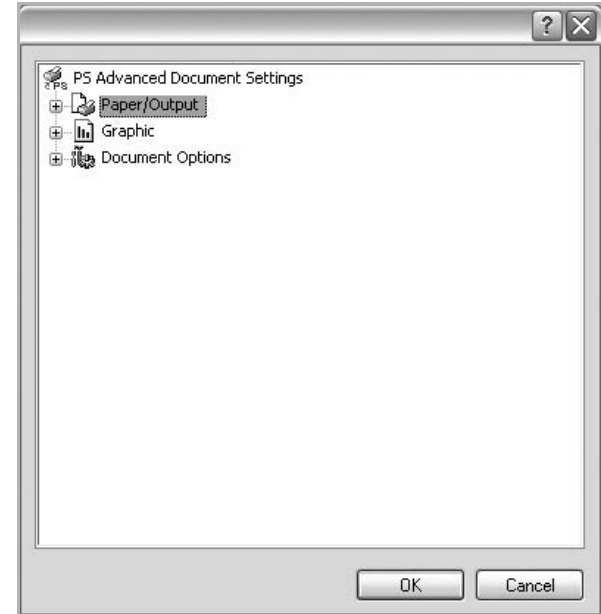 PS Advanced Document Settings
Paper/Output
Graphic
Document Options
OK
Cancel